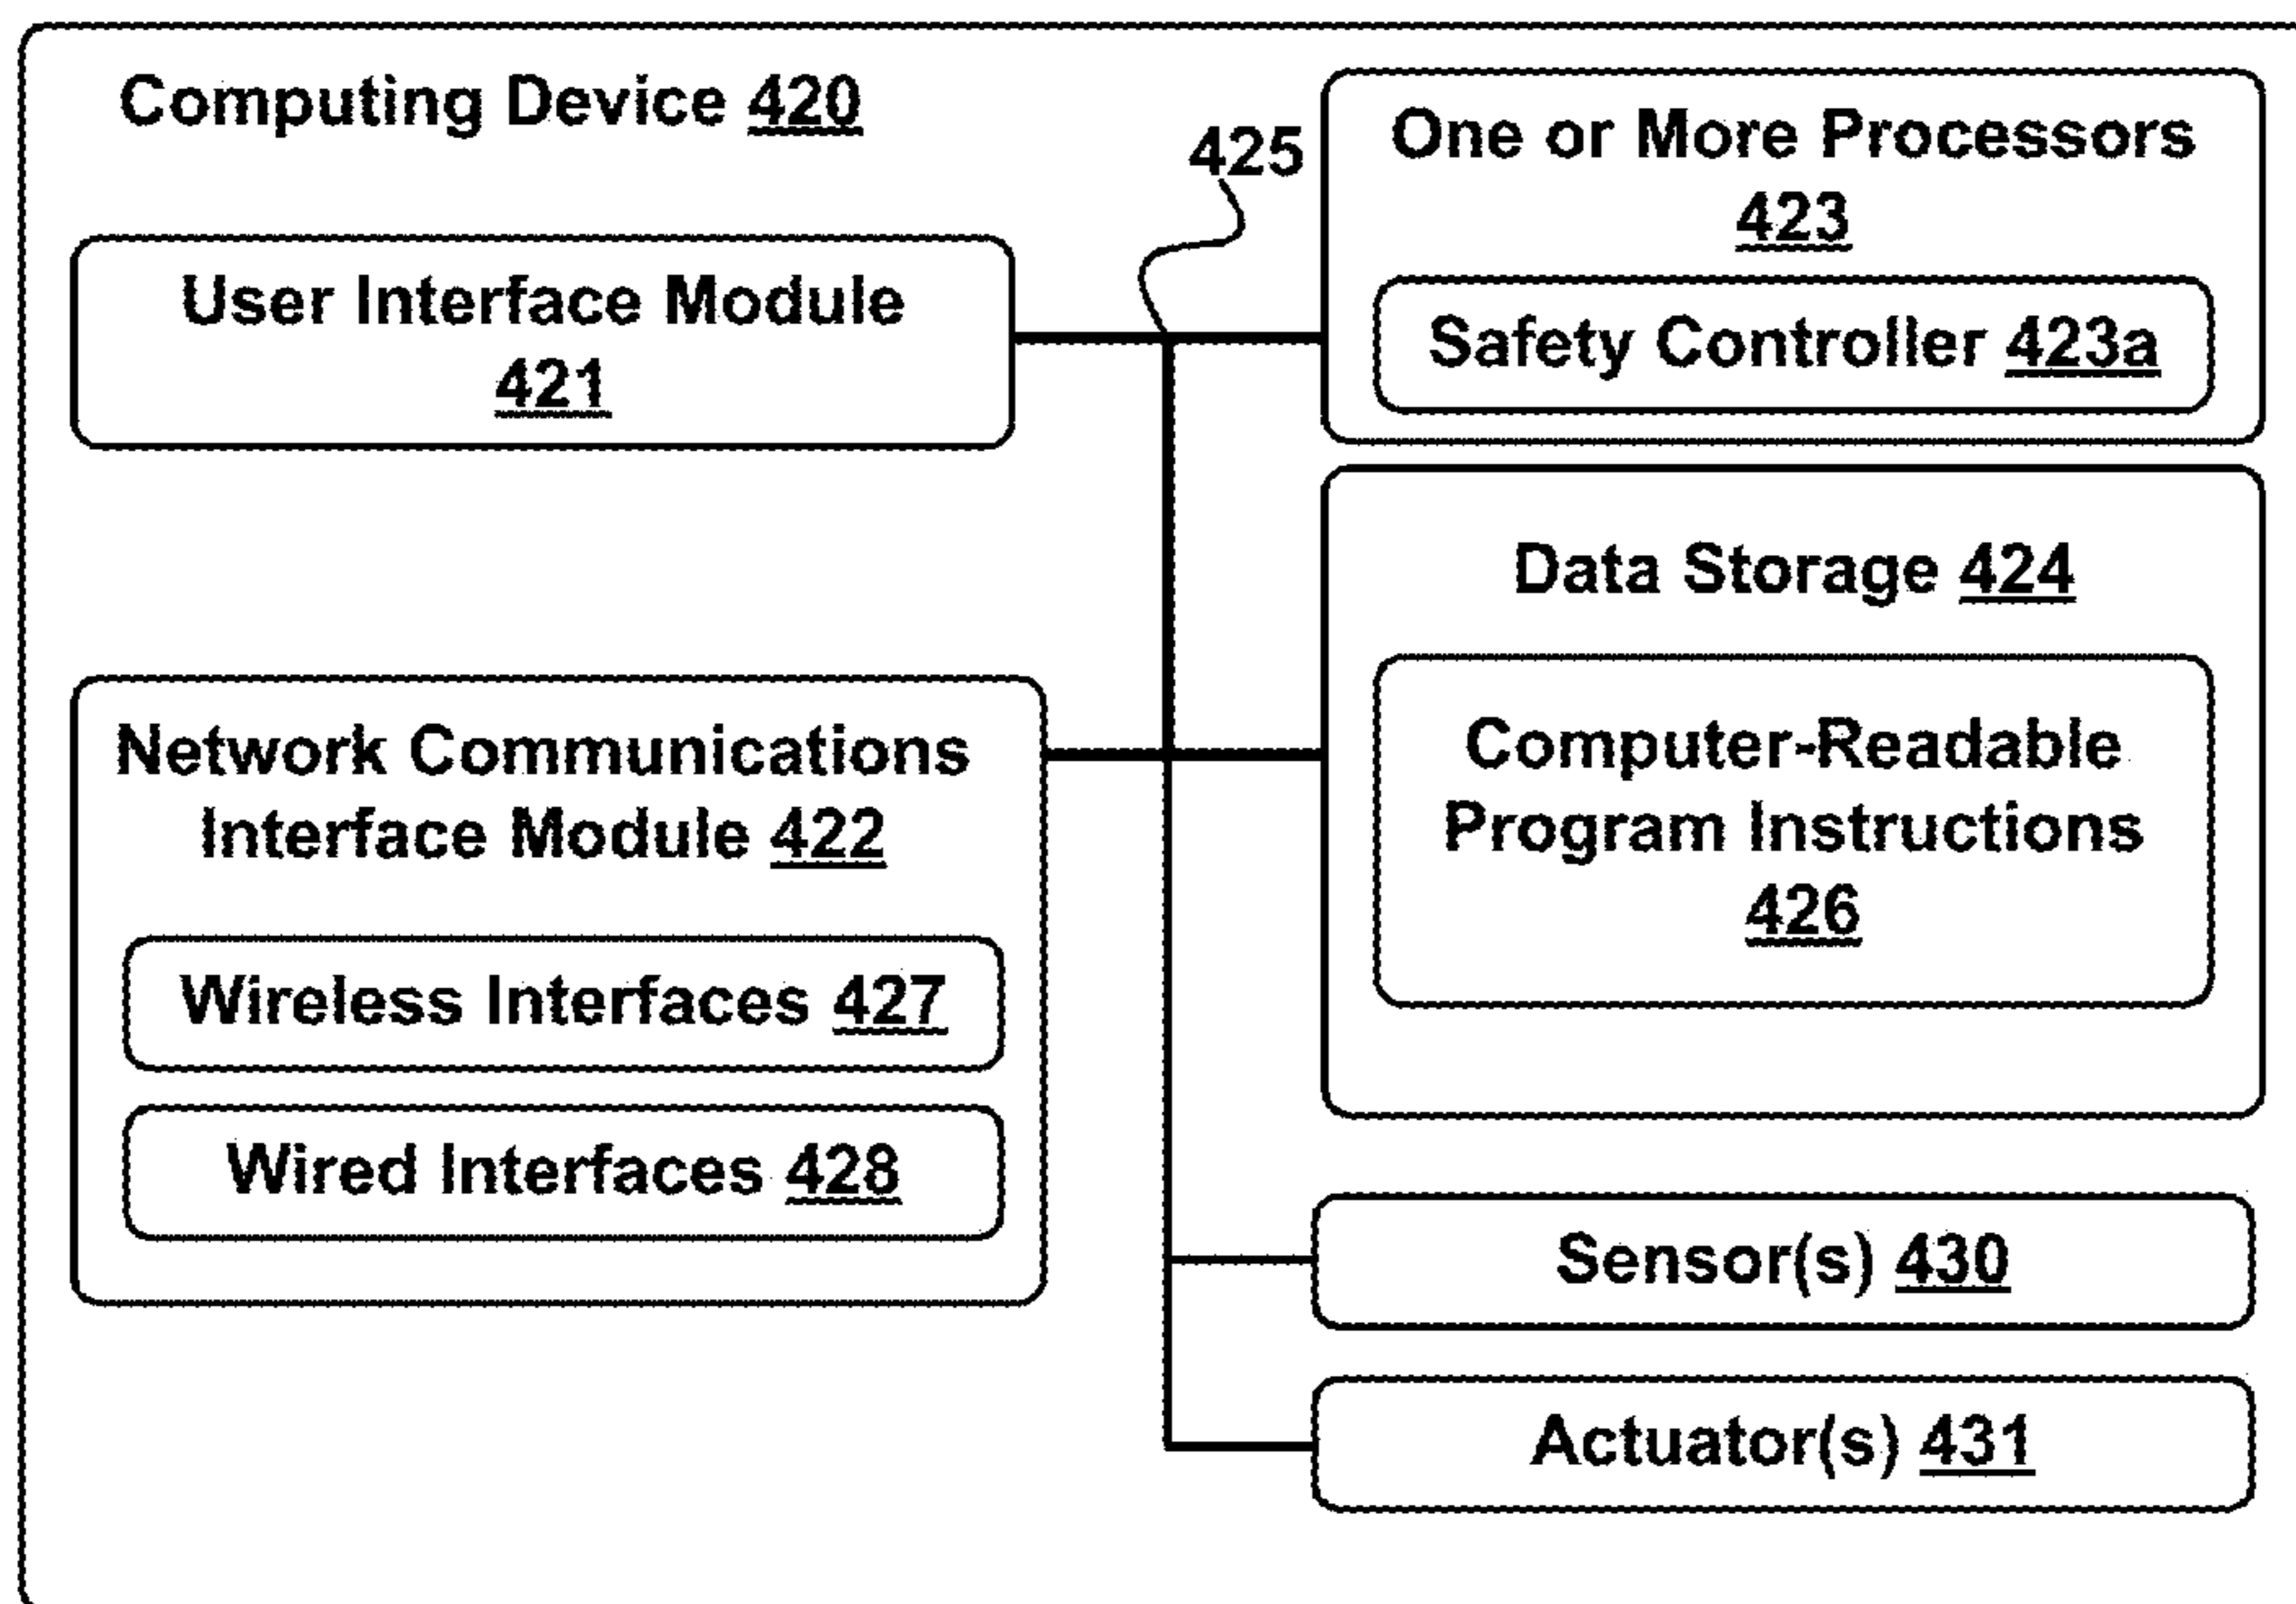 Computing Device 420
425
One or More Processors
423
Safety Controller 423a
User Interface Module
421
Data Storage 424
Computer-Readable
Program Instructions
426
Network Communications
Interface Module 422
Wireless Interfaces 427
Wired Interfaces 428
Sensor(s) 430
Actuator(s) 431